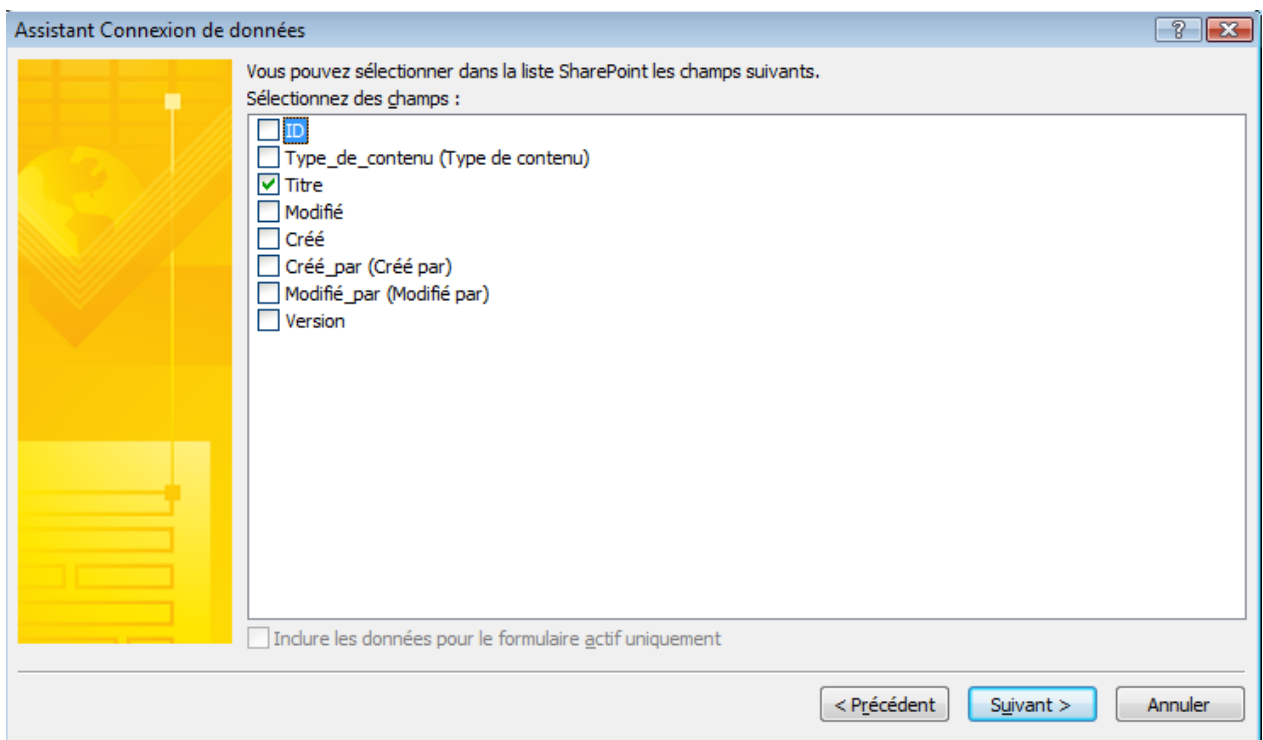 Assistant Connexion de données
Vous pouvez sélectionner dans la liste SharePoint les champs suivants.
Sélectionnez des champs :
ID
Type_de_contenu (Type de contenu)
Titre
Modifié
Créé
Créé_par (Créé par)
Modifié_par (Modifié par)
Version
Inclure les données pour le formulaire actif uniquement
< Précédent Suivant > Annuler